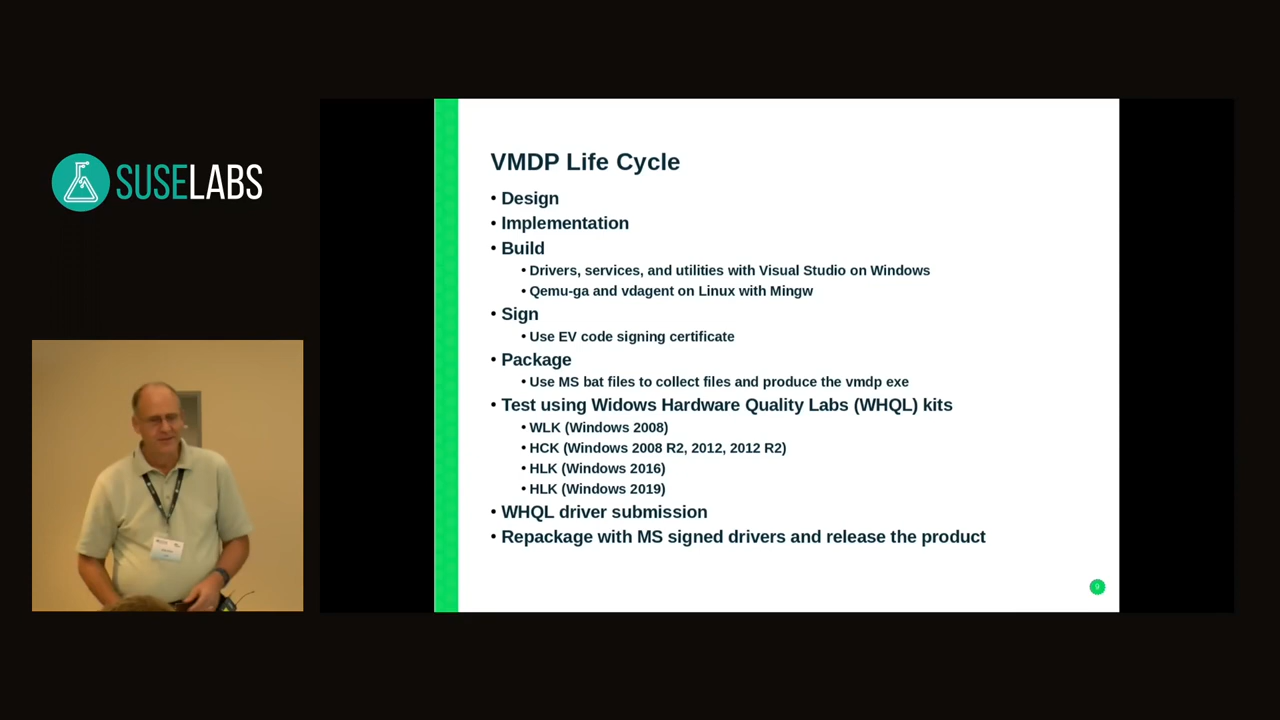 SUSELABS
VMDP Life Cycle
• Design
• Implementation
• Build
• Drivers, services, and utilities with Visual Studio on Windows
• Qemu-ga and vdagent on Linux with Mingw
• Sign
• Use EV code signing certificate
• Package
• Use MS bat files to collect files and produce the vmdp exe
• Test using Widows Hardware Quality Labs (WHQL) kits
• WLK (Windows 2008)
• HCK (Windows 2008 R2, 2012, 2012 R2)
• HLK (Windows 2016)
• HLK (Windows 2019)
• WHQL driver submission
• Repackage with MS signed drivers and release the product
9